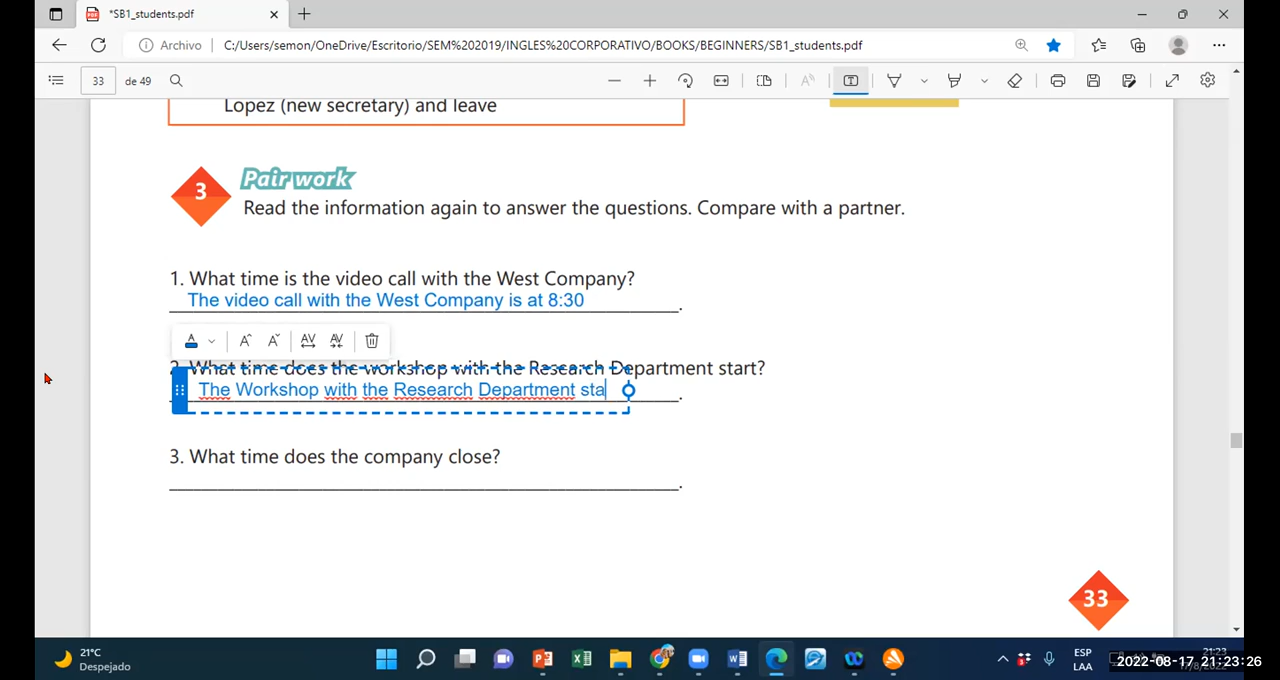 *SB1_students.pdf
Archivo
C:/Users/semon/OneDrive/Escritorio/SEM%202019/INGLES%20CORPORATIVO/BOOKS/BEGINNERS/SB1_students.pdf
33 de 49
Lopez (new secretary) and leave
3 Pair work
Read the information again to answer the questions. Compare with a partner.
1. What time is the video call with the West Company?
The video call with the West Company is at 8:30
2. What time does the workshop with the Research Department start?
The Workshop with the Research Department sta
3. What time does the company close?
33
21°C
Despejado
ESP
LAA
21:23
2022-08-17 21:23:26